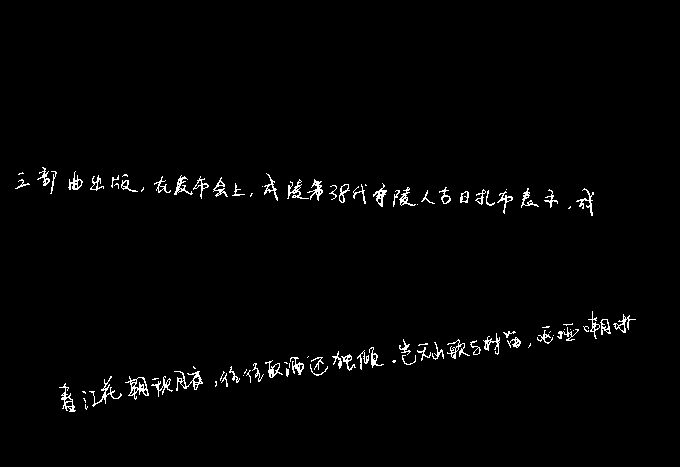 三部曲出版,在发布会上,成陵第38代守陵人古日扎布表示,我
春江花朝秋月夜,往往取酒还独倾.岂无山歌与村笛,呕哑嘲哳